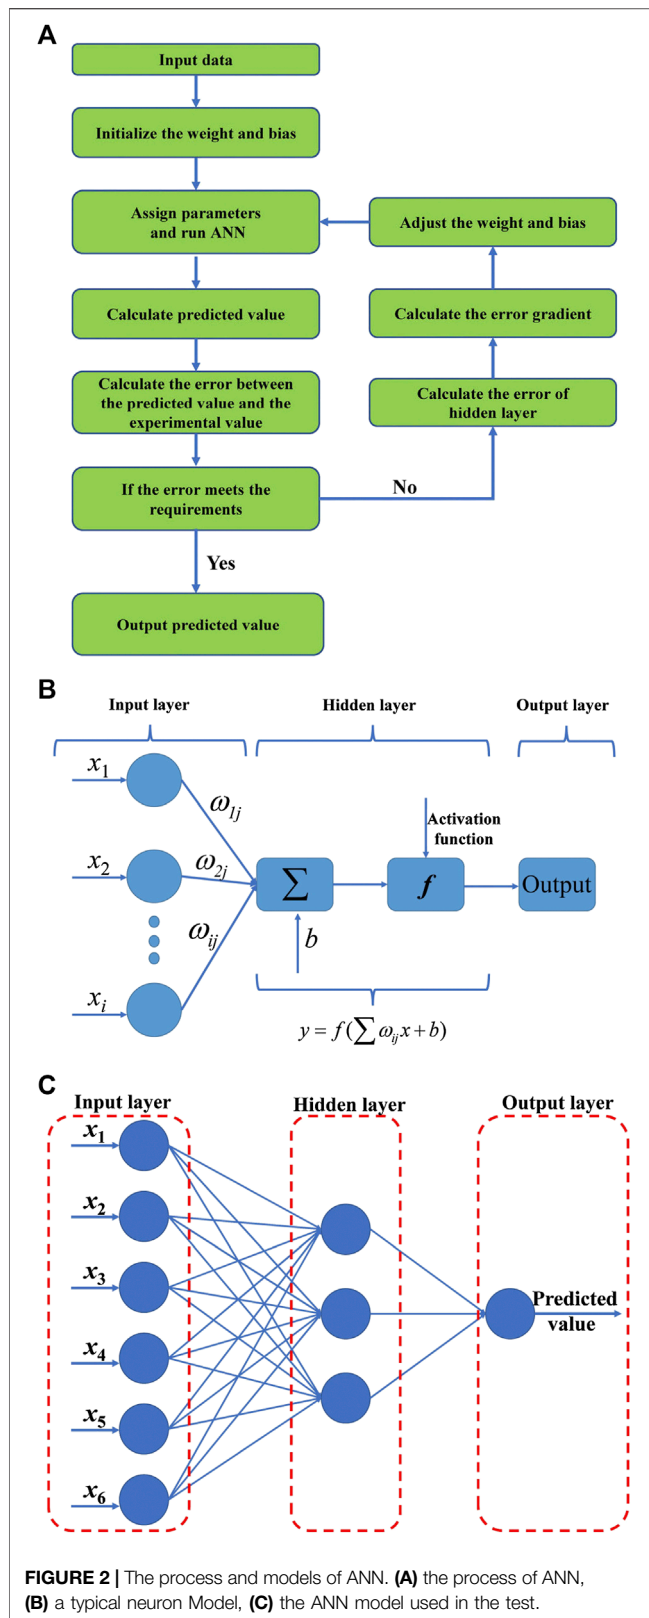 A
Input data
Initialize the weight and bias
Assign parameters
and run ANN
Adjust the weight and bias
Calculate predicted value
Calculate the error gradient
Calculate the error between
the predicted value and the
experimental value
Calculate the error of
hidden layer
If the error meets the
requirements
No
Yes
Output predicted value
B
Input layer
Hidden layer
Output layer
x₁
ω₁ⱼ
Activation
function
x₂
ω₂ⱼ
∑
f
Output
ωᵢⱼ
b
xᵢ
y = f(∑ωᵢⱼx + b)
C
Input layer
Hidden layer
Output layer
x₁
x₂
x₃
Predicted
value
x₄
x₅
x₆
FIGURE 2 | The process and models of ANN. (A) the process of ANN,
(B) a typical neuron Model, (C) the ANN model used in the test.